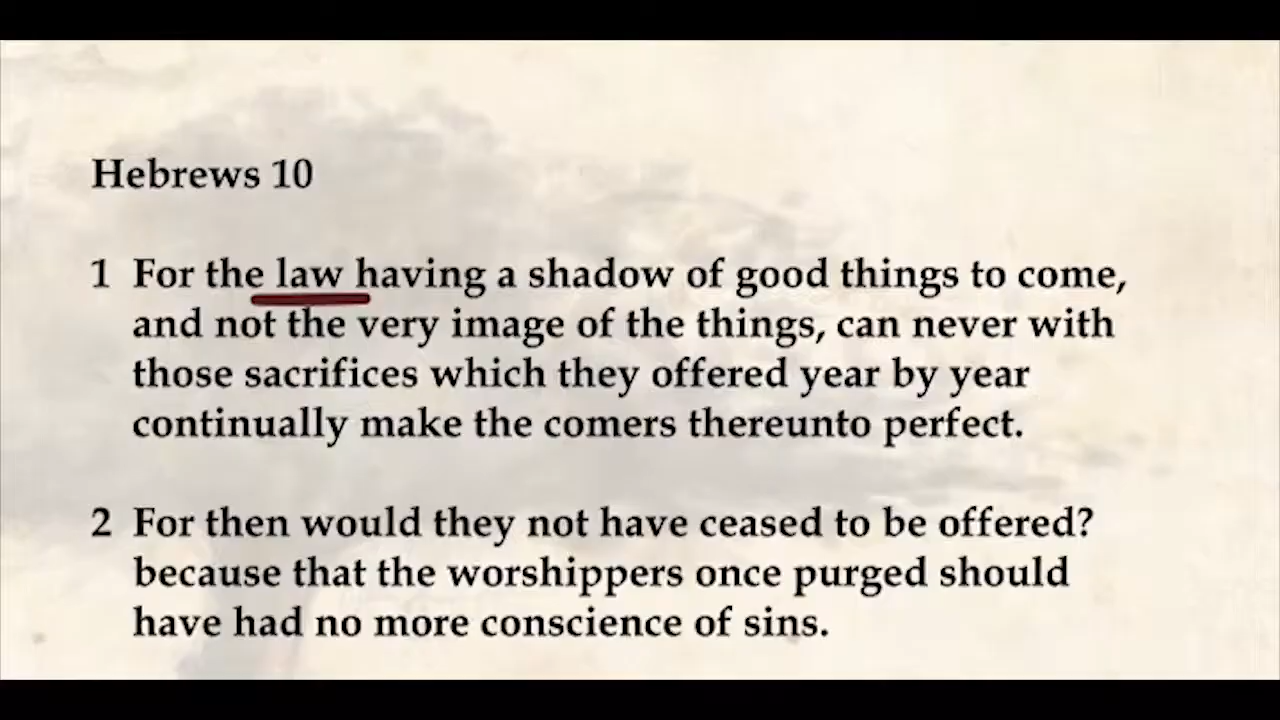 Hebrews 10
1 For the law having a shadow of good things to come,
and not the very image of the things, can never with
those sacrifices which they offered year by year
continually make the comers thereunto perfect.
2 For then would they not have ceased to be offered?
because that the worshippers once purged should
have had no more conscience of sins.